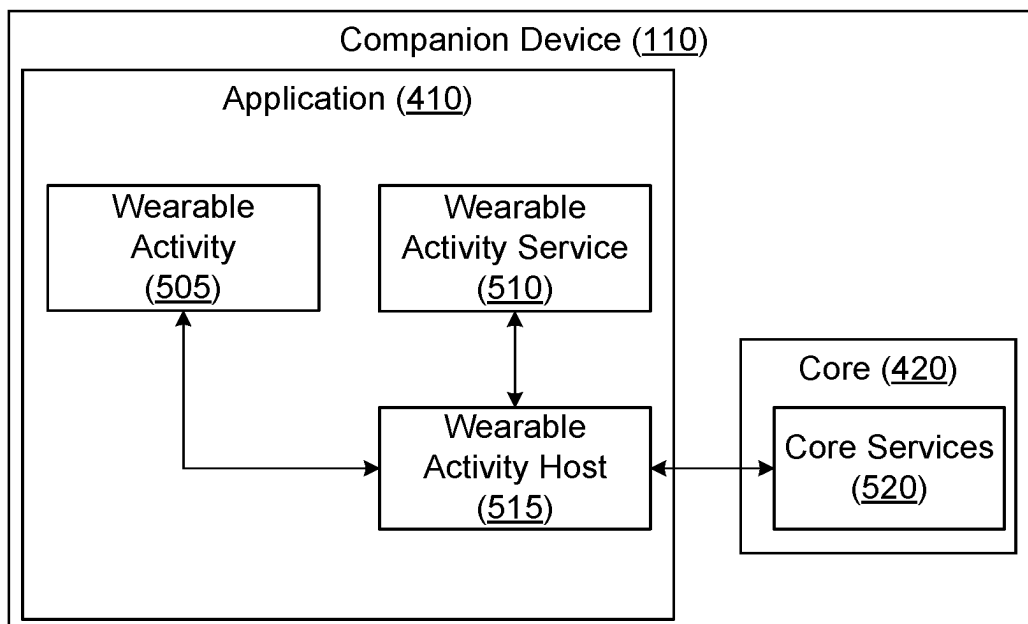 Companion Device (110)
Application (410)
Wearable
Activity
(505)
Wearable
Activity Service
(510)
Wearable
Activity Host
(515)
Core (420)
Core Services
(520)